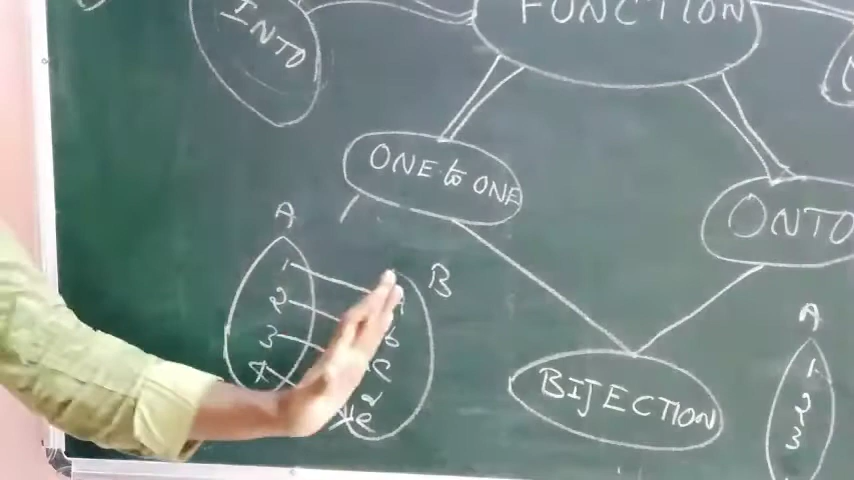 INTO
FUNCTION
ONE to ONE
ONTO
A
B
1
2
3
4
b
c
d
e
BIJECTION
A
1
2
3